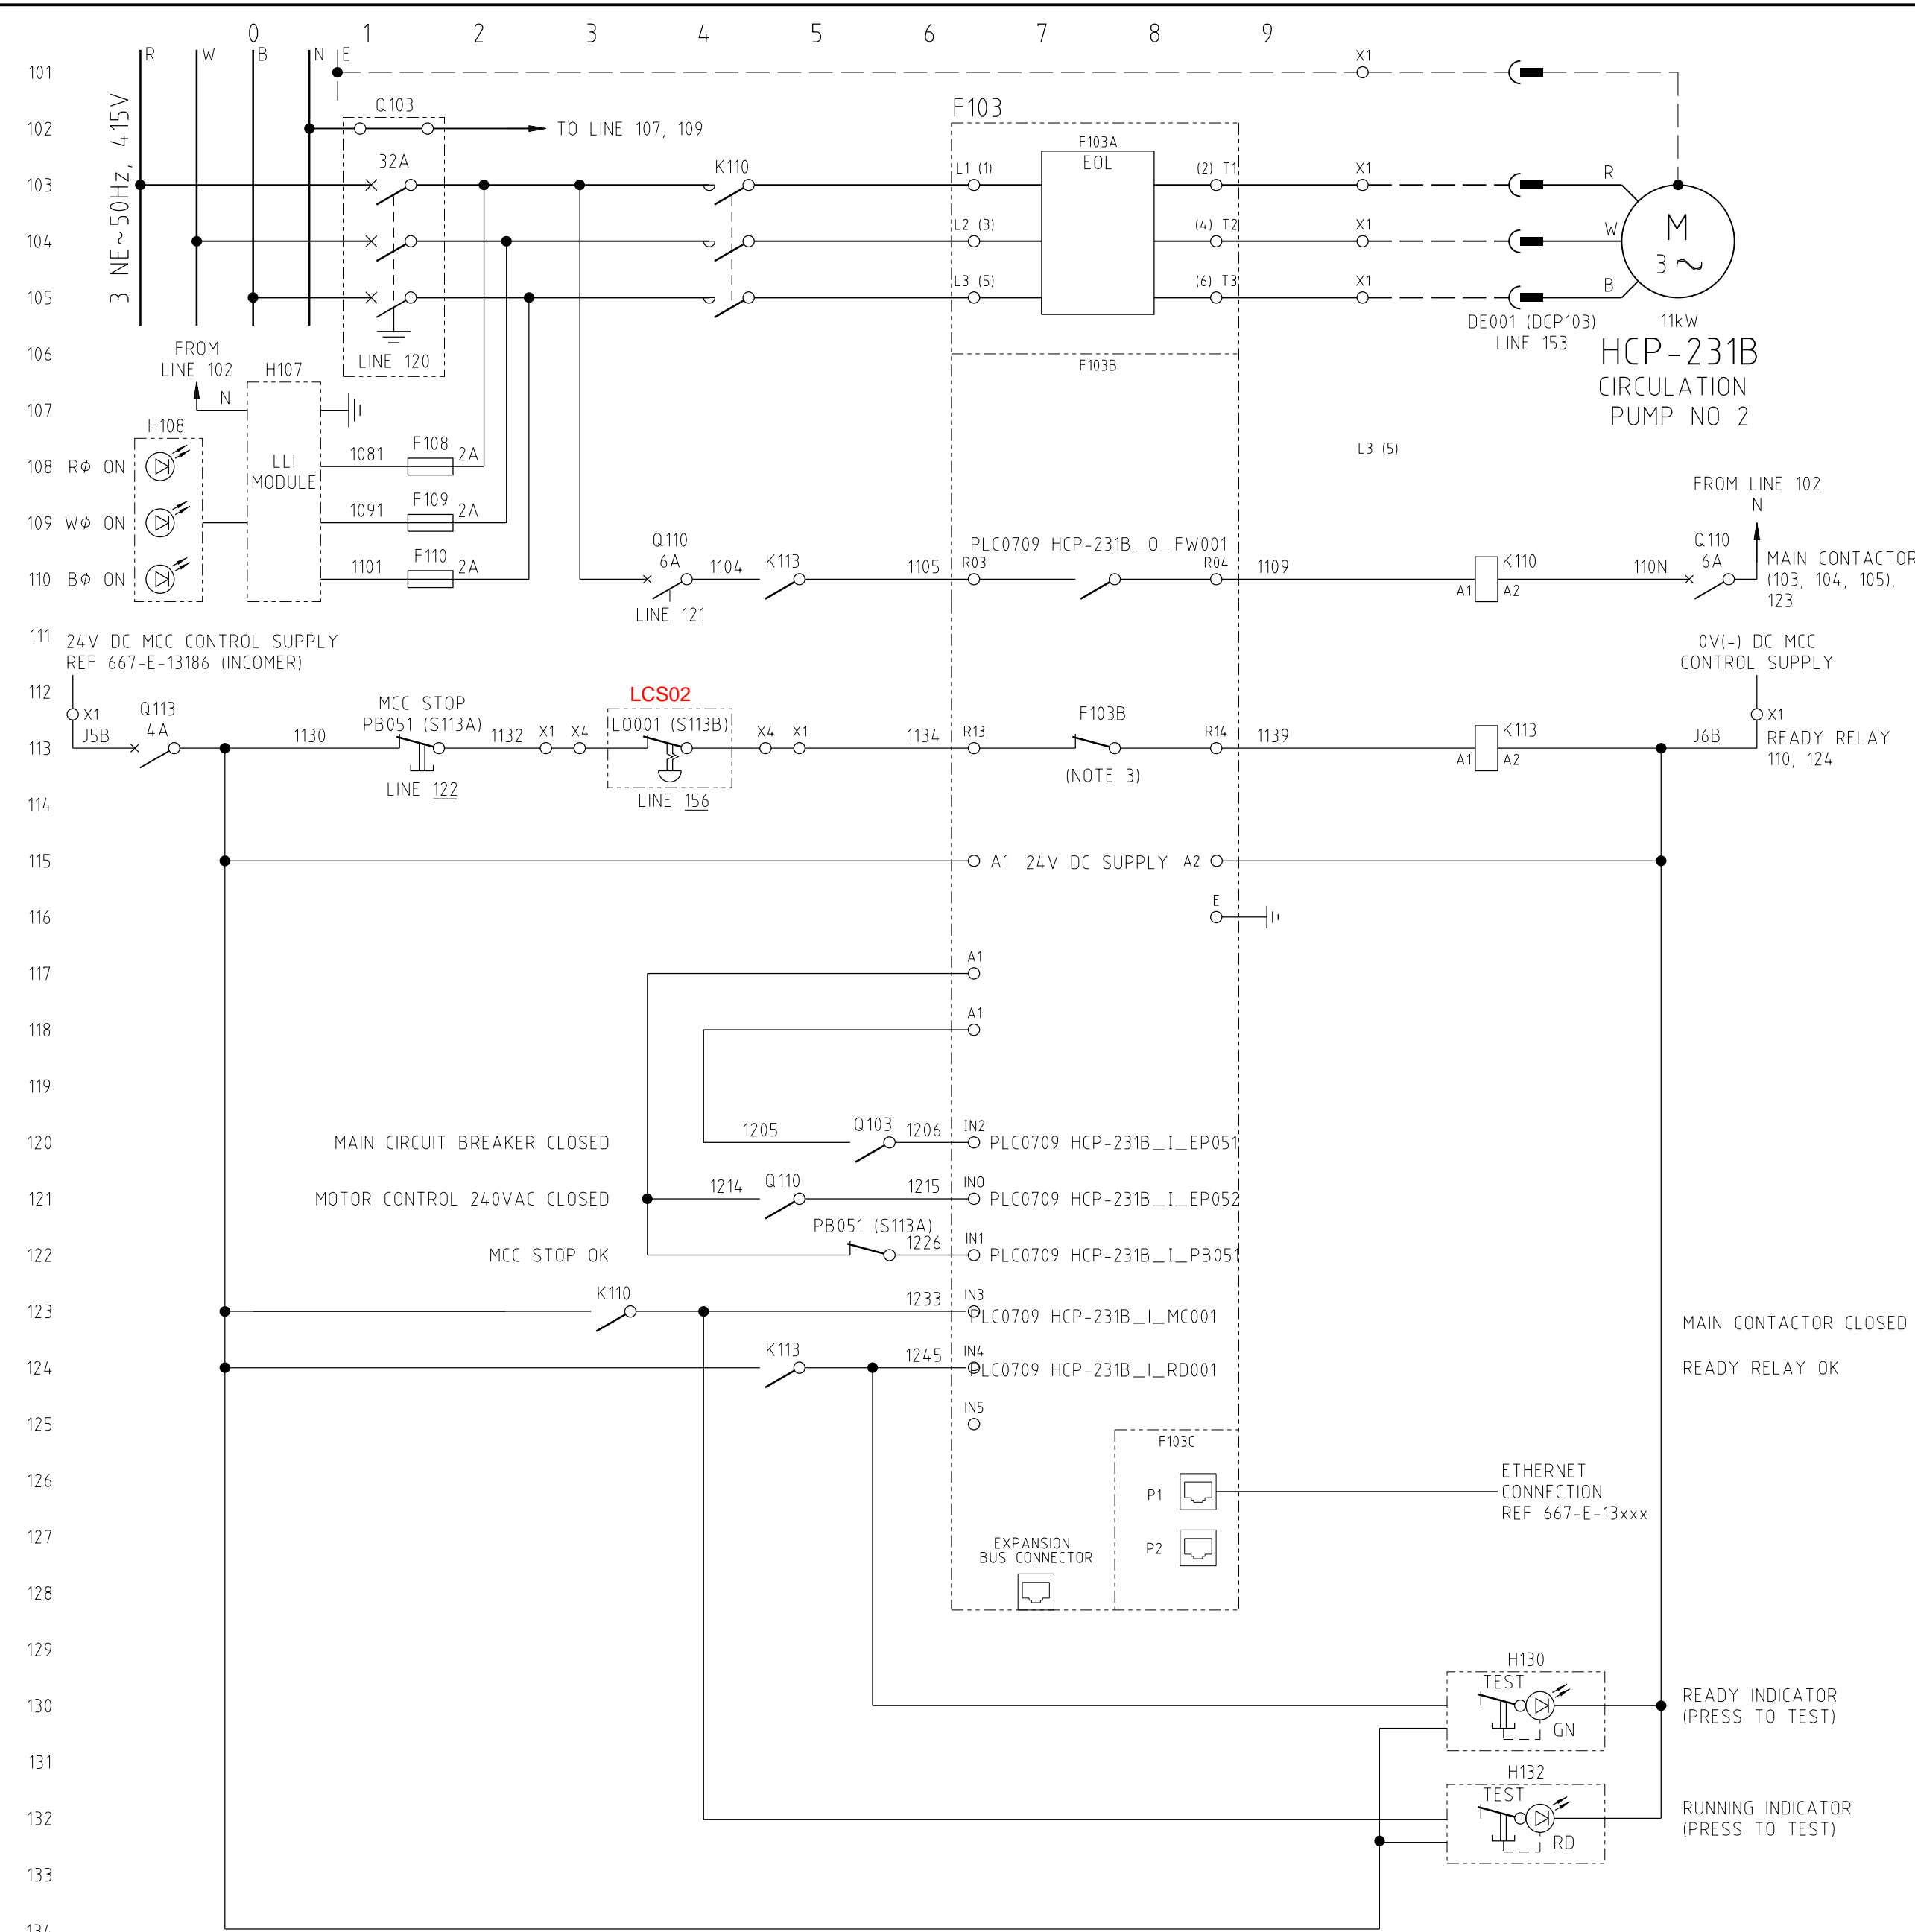 0 1 2 3 4 5 6 7 8 9
R W B N E X1
101
3 NE~50Hz, 415V
Q103 F103
102 TO LINE 107, 109
F103A
32A K110 EOL
L1 (1) (2) T1 X1 R
103
L2 (3) (4) T2 X1 W M
104 3~
L3 (5) (6) T3 X1 B
105
DE001 (DCP103) 11kW
LINE 153
106 FROM LINE 120 F103B HCP-231B
LINE 102 H107 CIRCULATION
107 N PUMP NO 2
H108 L3 (5)
108 RΦ ON LLI 1081 F108 2A
MODULE FROM LINE 102
N
109 WΦ ON 1091 F109 2A
Q110 PLC0709 HCP-231B_O_FW001 Q110
6A K113 K110 6A MAIN CONTACTOR
110 BΦ ON 1101 F110 2A 1104 1105 R03 R04 1109 A1 A2 110N (103, 104, 105),
LINE 121 123
111 24V DC MCC CONTROL SUPPLY 0V(-) DC MCC
REF 667-E-13186 (INCOMER) CONTROL SUPPLY
112 LCS02
X1 Q113 MCC STOP F103B X1
4A PB051 (S113A) LO001 (S113B) K113
113 J5B 1130 1132 X1 X4 X4 X1 1134 R13 R14 1139 A1 A2 J6B READY RELAY
LINE 122 (NOTE 3) 110, 124
LINE 156
114
115 A1 24V DC SUPPLY A2
116 E
117 A1
118 A1
119
120 MAIN CIRCUIT BREAKER CLOSED 1205 Q103 1206 IN2 PLC0709 HCP-231B_I_EP051
121 MOTOR CONTROL 240VAC CLOSED 1214 Q110 1215 IN0 PLC0709 HCP-231B_I_EP052
PB051 (S113A)
122 MCC STOP OK 1226 IN1 PLC0709 HCP-231B_I_PB051
123 K110 1233 IN3 PLC0709 HCP-231B_I_MC001 MAIN CONTACTOR CLOSED
124 K113 1245 IN4 PLC0709 HCP-231B_I_RD001 READY RELAY OK
125 IN5
F103C
126 P1 ETHERNET
CONNECTION
REF 667-E-13xxx
127 EXPANSION P2
BUS CONNECTOR
128
129
H130
130 TEST READY INDICATOR
GN (PRESS TO TEST)
131
H132
132 TEST RUNNING INDICATOR
RD (PRESS TO TEST)
133
134